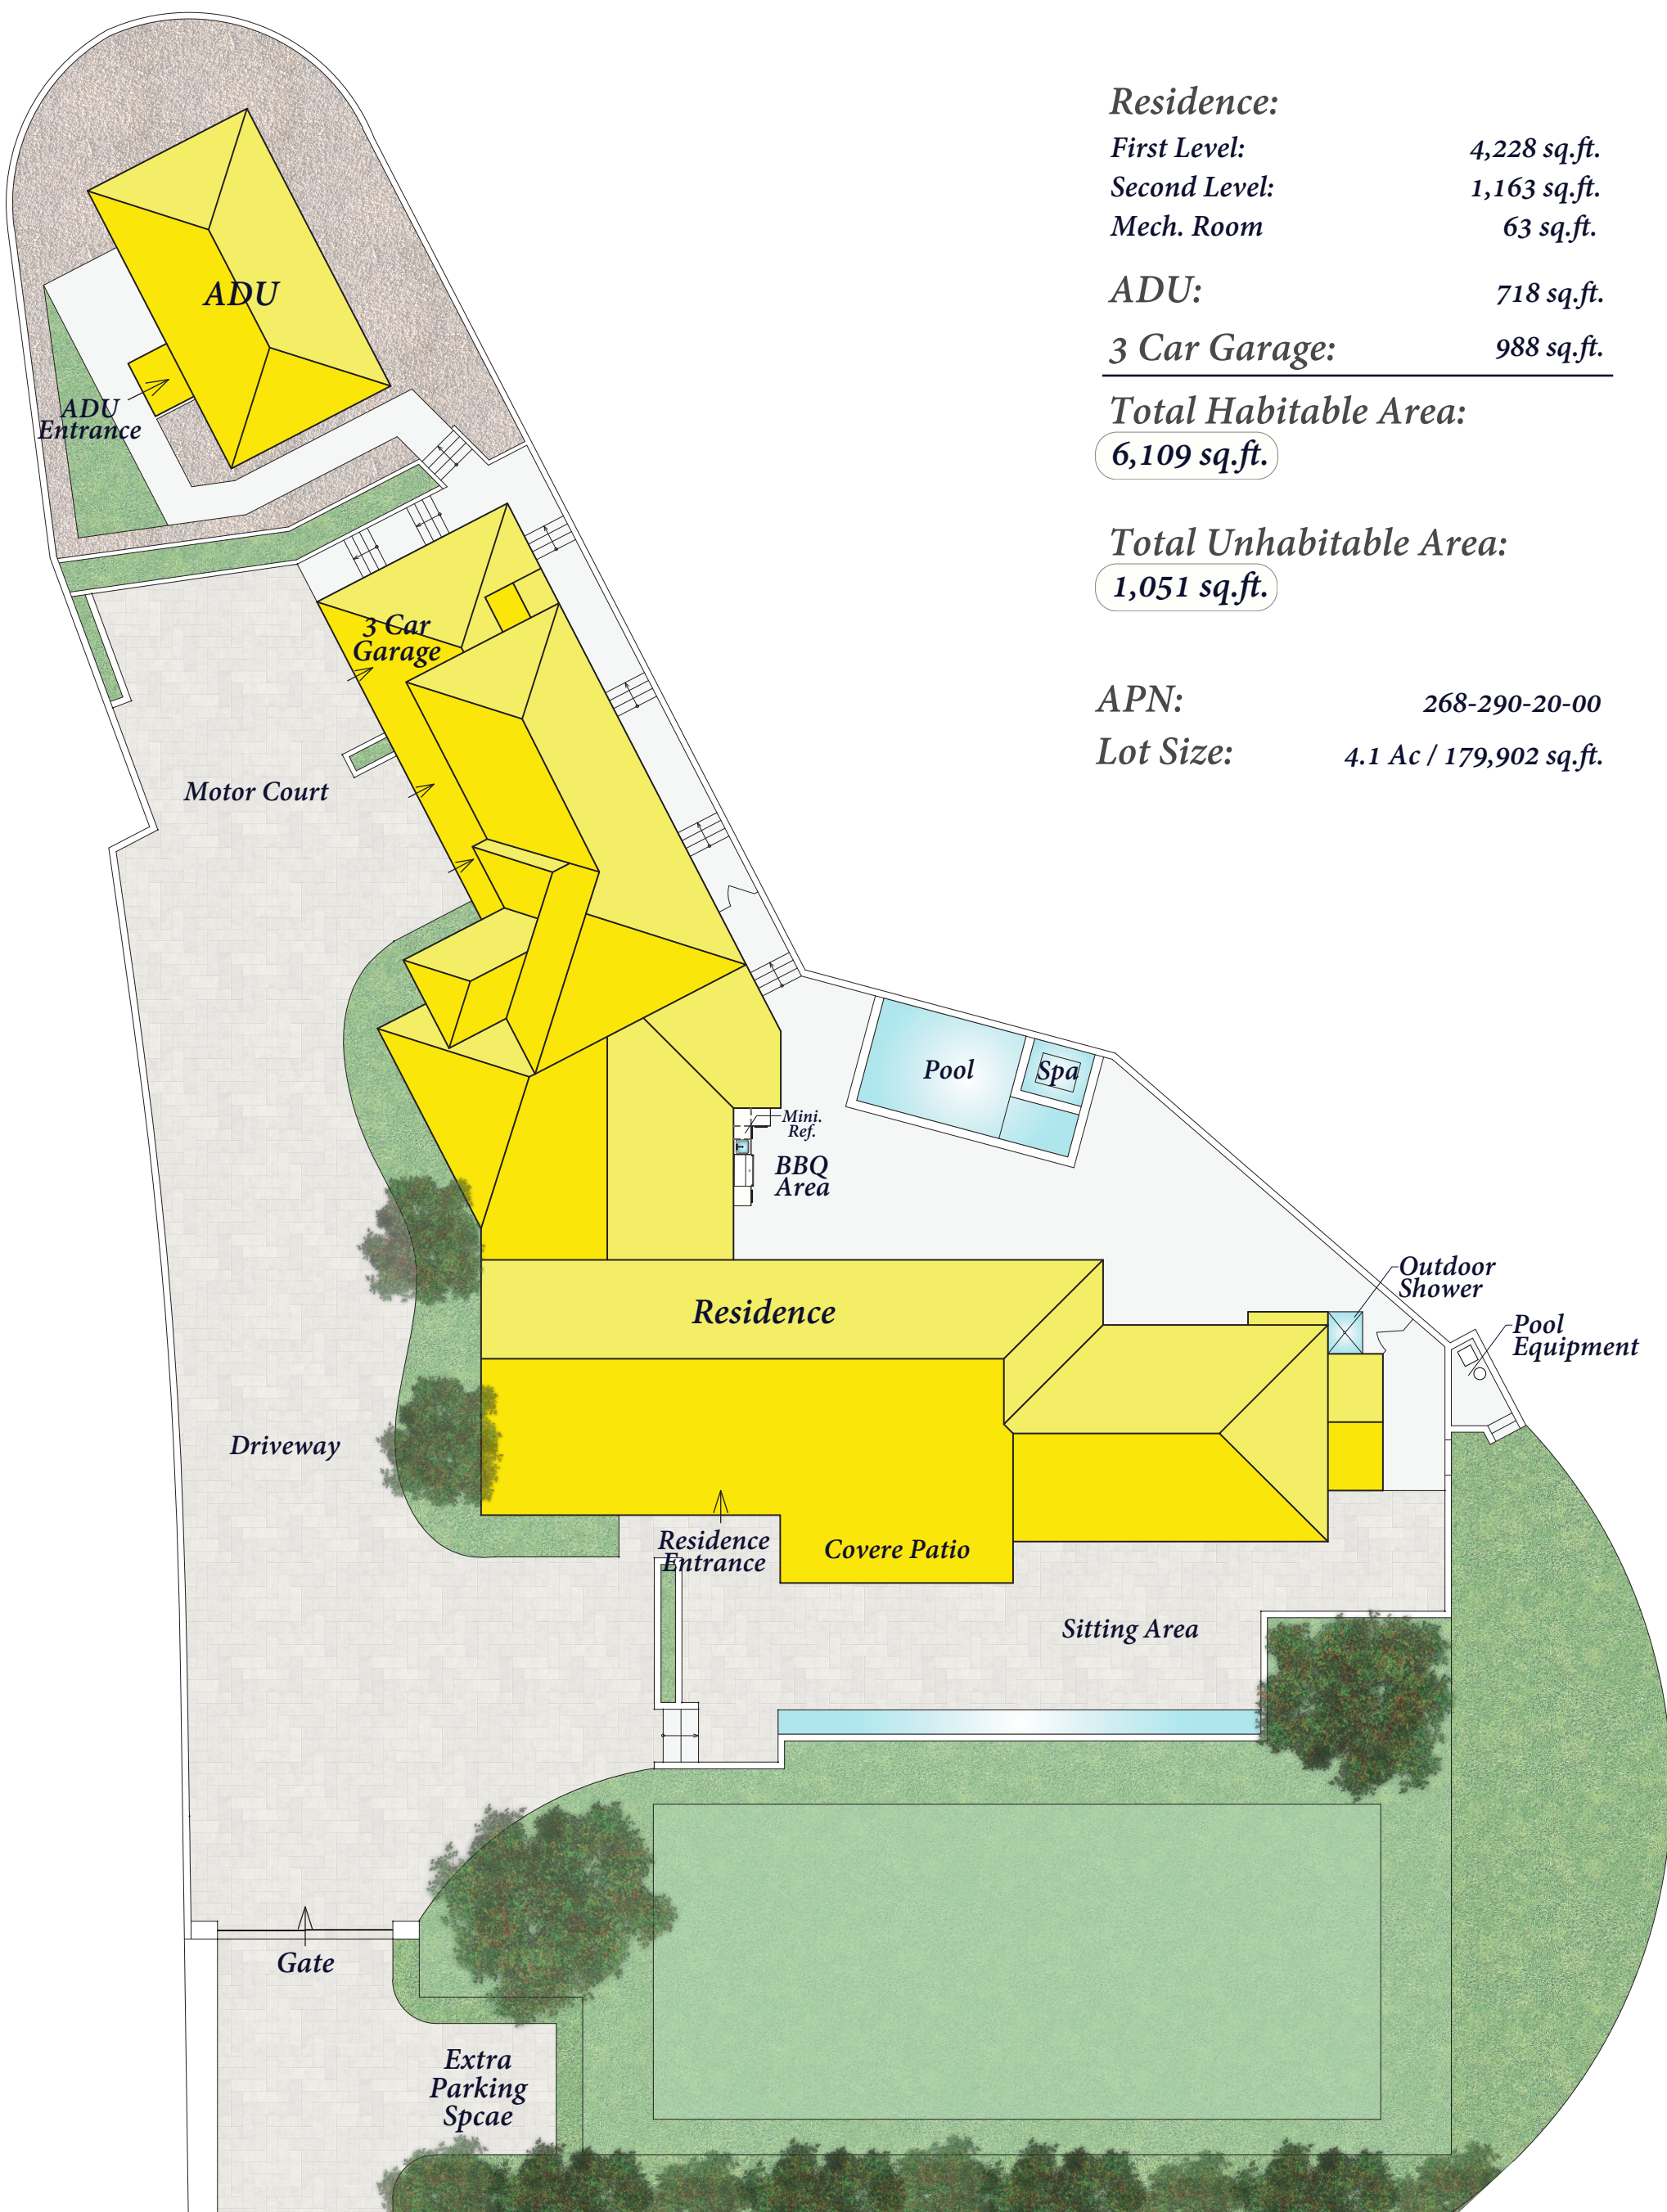 Residence:
First Level: 4,228 sq.ft.
Second Level: 1,163 sq.ft.
Mech. Room 63 sq.ft.
ADU: 718 sq.ft.
3 Car Garage: 988 sq.ft.
Total Habitable Area:
6,109 sq.ft.
Total Unhabitable Area:
1,051 sq.ft.
APN: 268-290-20-00
Lot Size: 4.1 Ac / 179,902 sq.ft.
ADU
ADU
Entrance
3 Car
Garage
Motor Court
Pool
Spa
Mini.
Ref.
BBQ
Area
Outdoor
Shower
Pool
Equipment
Residence
Driveway
Residence
Entrance
Covere Patio
Sitting Area
Gate
Extra
Parking
Spcae